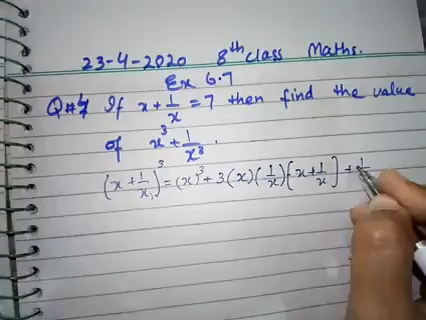 23-4-2020 8th class Maths.
Ex 6.7
Q#4 If x + 1/x = 7 then find the value
of x³ + 1/x³.
(x + 1/x)³ = (x)³ + 3(x)(1/x)[x + 1/x] + 1